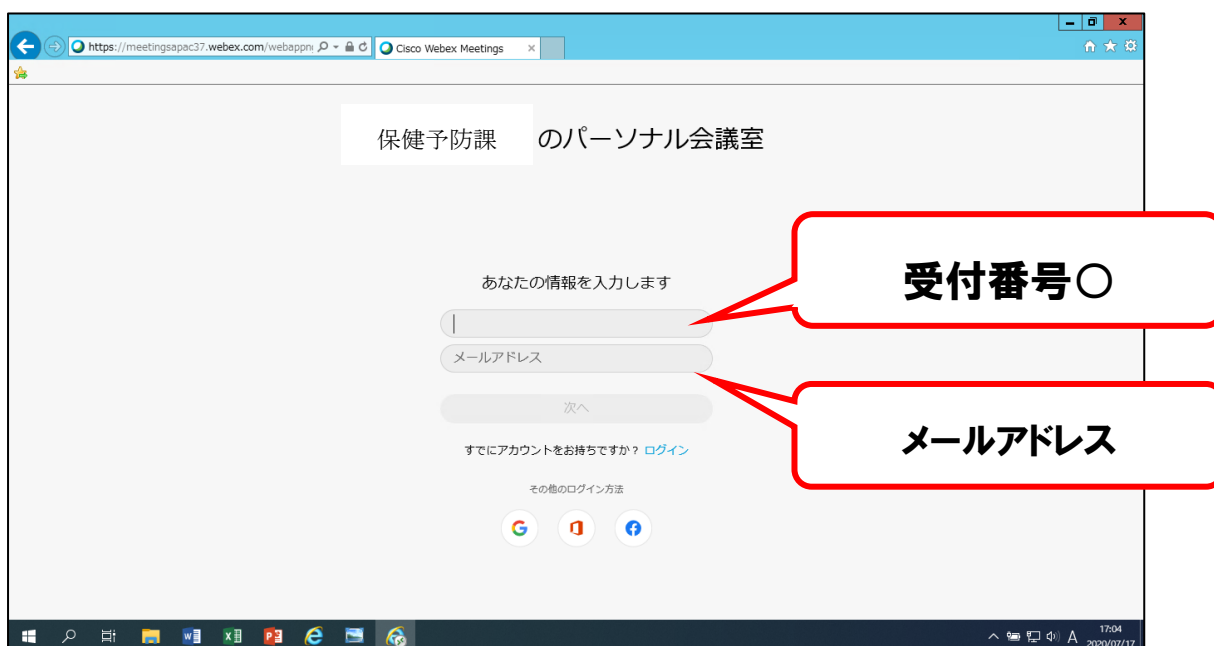 https://meetingsapac37.webex.com/webappn
Cisco Webex Meetings
保健予防課 のパーソナル会議室
あなたの情報を入力します
受付番号〇
メールアドレス
メールアドレス
次へ
すでにアカウントをお持ちですか？ ログイン
その他のログイン方法
17:04
A
2020/07/17